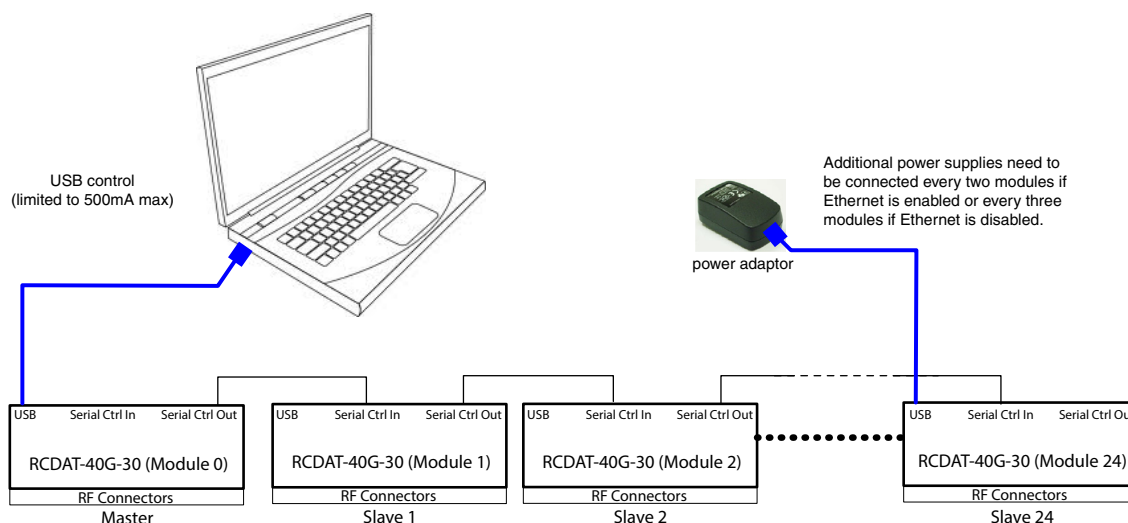 USB control
(limited to 500mA max)
Additional power supplies need to
be connected every two modules if
Ethernet is enabled or every three
modules if Ethernet is disabled.
power adaptor
USB Serial Ctrl In Serial Ctrl Out
RCDAT-40G-30 (Module 0)
RF Connectors
Master
USB Serial Ctrl In Serial Ctrl Out
RCDAT-40G-30 (Module 1)
RF Connectors
Slave 1
USB Serial Ctrl In Serial Ctrl Out
RCDAT-40G-30 (Module 2)
RF Connectors
Slave 2
USB Serial Ctrl In Serial Ctrl Out
RCDAT-40G-30 (Module 24)
RF Connectors
Slave 24